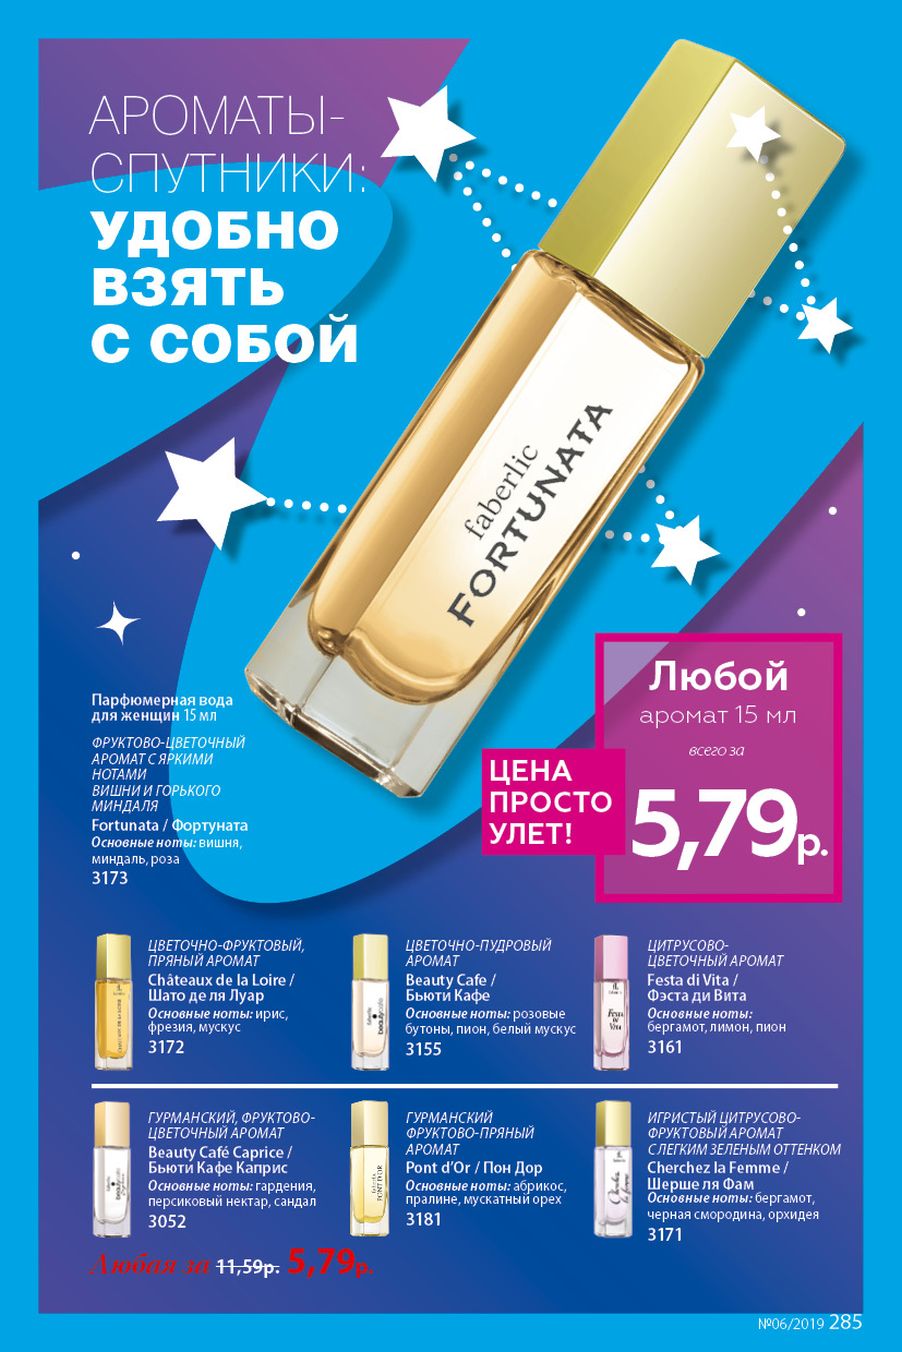 АРОМАТЫ-
СПУТНИКИ:
УДОБНО
ВЗЯТЬ
С СОБОЙ
faberlic
FORTUNATA
Парфюмерная вода
для женщин 15 мл
ФРУКТОВО-ЦВЕТОЧНЫЙ
АРОМАТ С ЯРКИМИ
НОТАМИ
ВИШНИ И ГОРЬКОГО
МИНДАЛЯ
Fortunata / Фортуната
Основные ноты: вишня,
миндаль, роза
3173
Любой
аромат 15 мл
всего за
5,79р.
ЦЕНА
ПРОСТО
УЛЕТ!
ЦВЕТОЧНО-ФРУКТОВЫЙ,
ПРЯНЫЙ АРОМАТ
Châteaux de la Loire /
Шато де ля Луар
Основные ноты: ирис,
фрезия, мускус
3172
ЦВЕТОЧНО-ПУДРОВЫЙ
АРОМАТ
Beauty Cafe /
Бьюти Кафе
Основные ноты: розовые
бутоны, пион, белый мускус
3155
Festa
di
Vita
ЦИТРУСОВО-
ЦВЕТОЧНЫЙ АРОМАТ
Festa di Vita /
Фэста ди Вита
Основные ноты:
бергамот, лимон, пион
3161
ГУРМАНСКИЙ, ФРУКТОВО-
ЦВЕТОЧНЫЙ АРОМАТ
Beauty Café Caprice /
Бьюти Кафе Каприс
Основные ноты: гардения,
персиковый нектар, сандал
3052
ГУРМАНСКИЙ
ФРУКТОВО-ПРЯНЫЙ
АРОМАТ
Pont d'Or / Пон Дор
Основные ноты: абрикос,
пралине, мускатный орех
3181
ИГРИСТЫЙ ЦИТРУСОВО-
ФРУКТОВЫЙ АРОМАТ
С ЛЕГКИМ ЗЕЛЕНЫМ ОТТЕНКОМ
Cherchez la Femme /
Шерше ля Фам
Основные ноты: бергамот,
черная смородина, орхидея
3171
Любая за 11,59р. 5,79р.
№06/2019 285